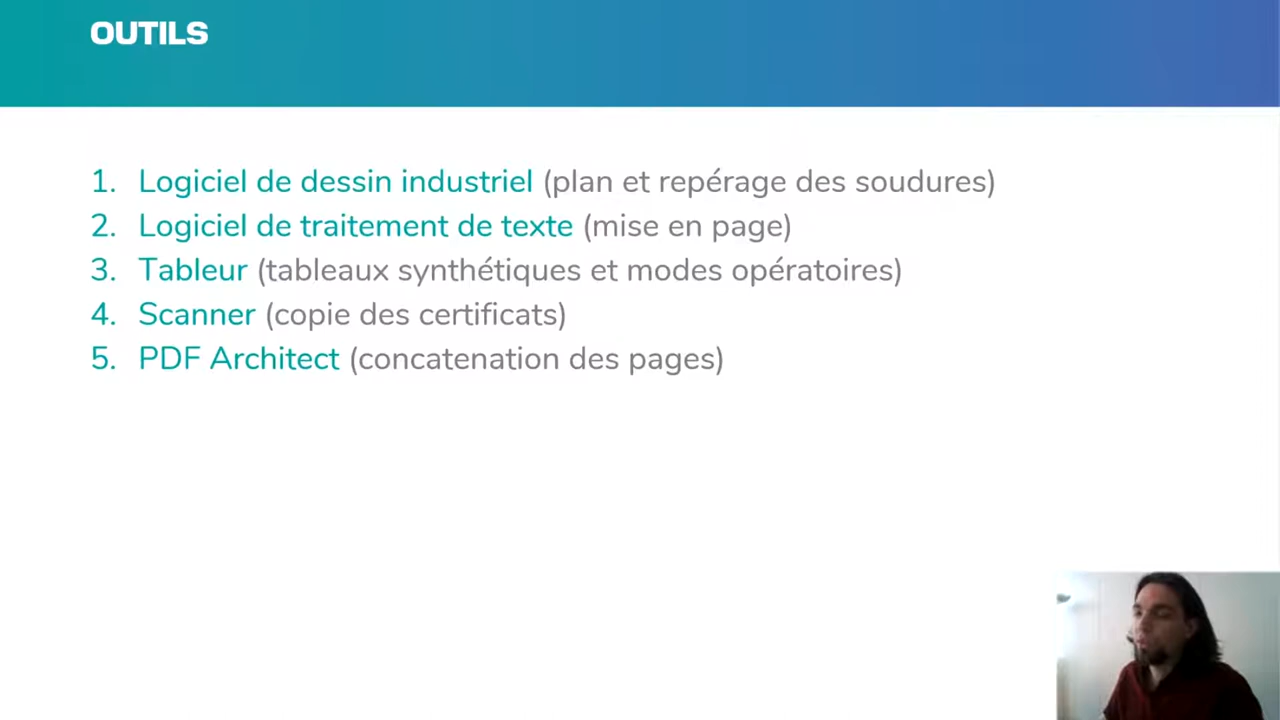 OUTILS
1. Logiciel de dessin industriel (plan et repérage des soudures)
2. Logiciel de traitement de texte (mise en page)
3. Tableur (tableaux synthétiques et modes opératoires)
4. Scanner (copie des certificats)
5. PDF Architect (concatenation des pages)